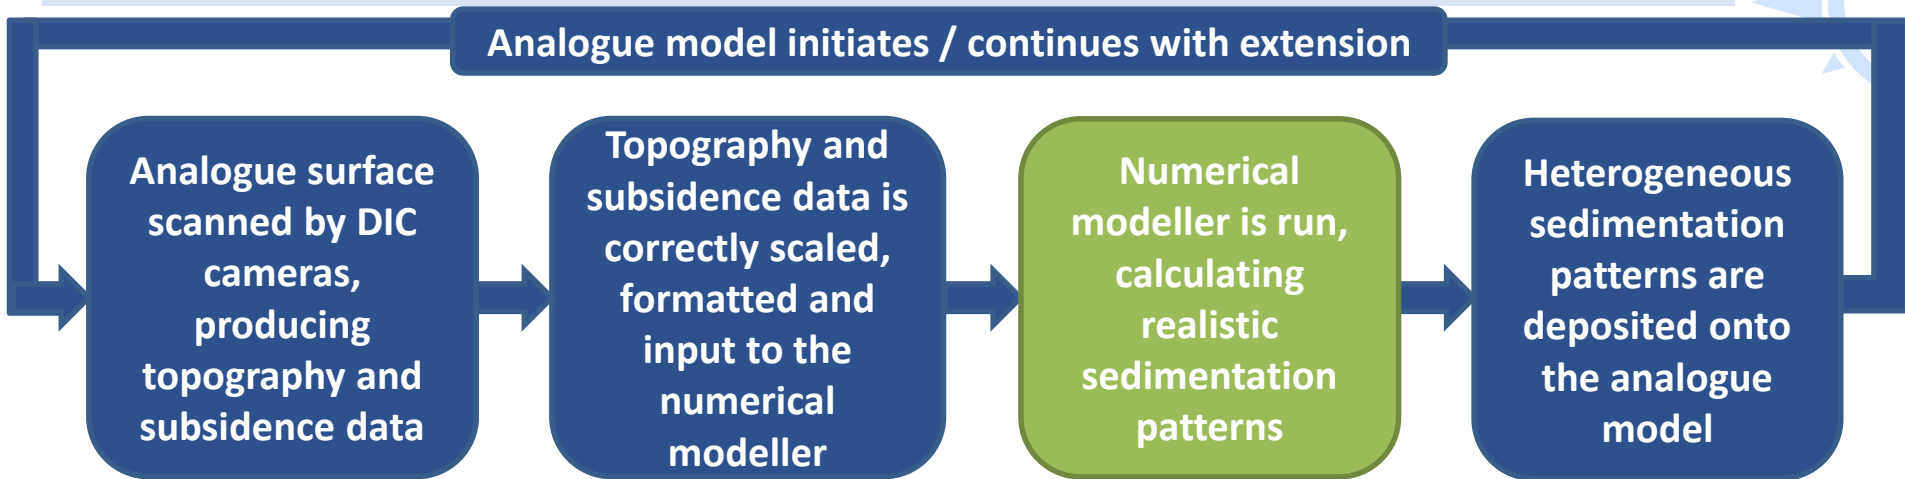 Analogue model initiates / continues with extension
Analogue surface
scanned by DIC
cameras,
producing
topography and
subsidence data
Topography and
subsidence data is
correctly scaled,
formatted and
input to the
numerical
modeller
Numerical
modeller is run,
calculating
realistic
sedimentation
patterns
Heterogeneous
sedimentation
patterns are
deposited onto
the analogue
model